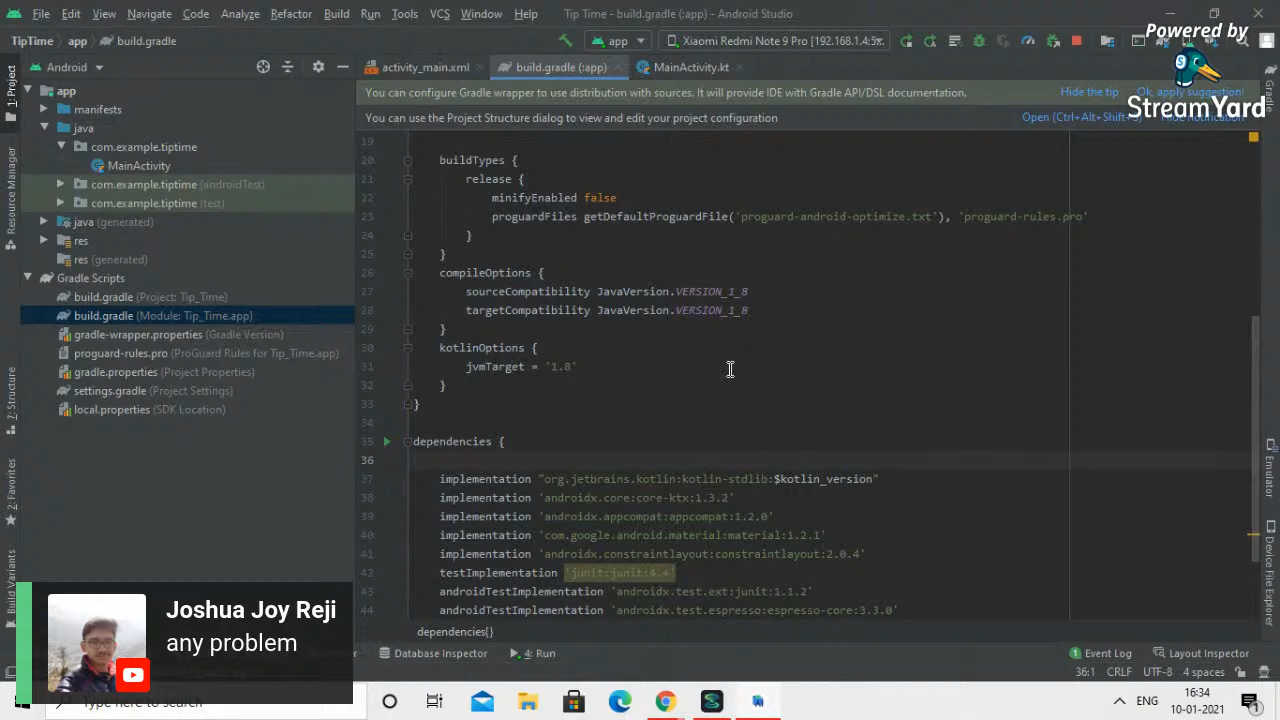 File Edit View Navigate Code Analyze Refactor Build Run Tools VCS Window Help Tip Time - build.gradle (:app) - Android Studio
Powered by
StreamYard
TipTime app build.gradle
app Xiaomi Redmi Note 9 Pro [192.168.1.4:5
Android
activity_main.xml build.gradle (:app) MainActivity.kt
You can configure Gradle wrapper to use distribution with sources. It will provide IDE with Gradle API/DSL documentation. Hide the tip Ok, apply suggestion!
You can use the Project Structure dialog to view and edit your project configuration Open (Ctrl+Alt+Shift+S) Hide notification
1: Project
Resource Manager
7: Structure
2: Favorites
Build Variants
app
manifests
java
com.example.tiptime
MainActivity
com.example.tiptime (androidTest)
com.example.tiptime (test)
java (generated)
res
res (generated)
Gradle Scripts
build.gradle (Project: Tip_Time)
build.gradle (Module: Tip_Time.app)
gradle-wrapper.properties (Gradle Version)
proguard-rules.pro (ProGuard Rules for Tip_Time.app)
gradle.properties (Project Properties)
settings.gradle (Project Settings)
local.properties (SDK Location)
19
20 buildTypes {
21 release {
22 minifyEnabled false
23 proguardFiles getDefaultProguardFile('proguard-android-optimize.txt'), 'proguard-rules.pro'
24 }
25 }
26 compileOptions {
27 sourceCompatibility JavaVersion.VERSION_1_8
28 targetCompatibility JavaVersion.VERSION_1_8
29 }
30 kotlinOptions {
31 jvmTarget = '1.8'
32 }
33 }
34
35 dependencies {
36
37 implementation "org.jetbrains.kotlin:kotlin-stdlib:$kotlin_version"
38 implementation 'androidx.core:core-ktx:1.3.2'
39 implementation 'androidx.appcompat:appcompat:1.2.0'
40 implementation 'com.google.android.material:material:1.2.1'
41 implementation 'androidx.constraintlayout:constraintlayout:2.0.4'
42 testImplementation 'junit:junit:4.+'
43 androidTestImplementation 'androidx.test.ext:junit:1.1.2'
44 androidTestImplementation 'androidx.test.espresso:espresso-core:3.3.0'
dependencies{}
Gradle
Emulator
Device File Explorer
Joshua Joy Reji
any problem
Database Inspector 4: Run Event Log Layout Inspector
36:1 CRLF UTF-8 4 spaces
Type here to search
ENG
16:34
10-01-2021
1